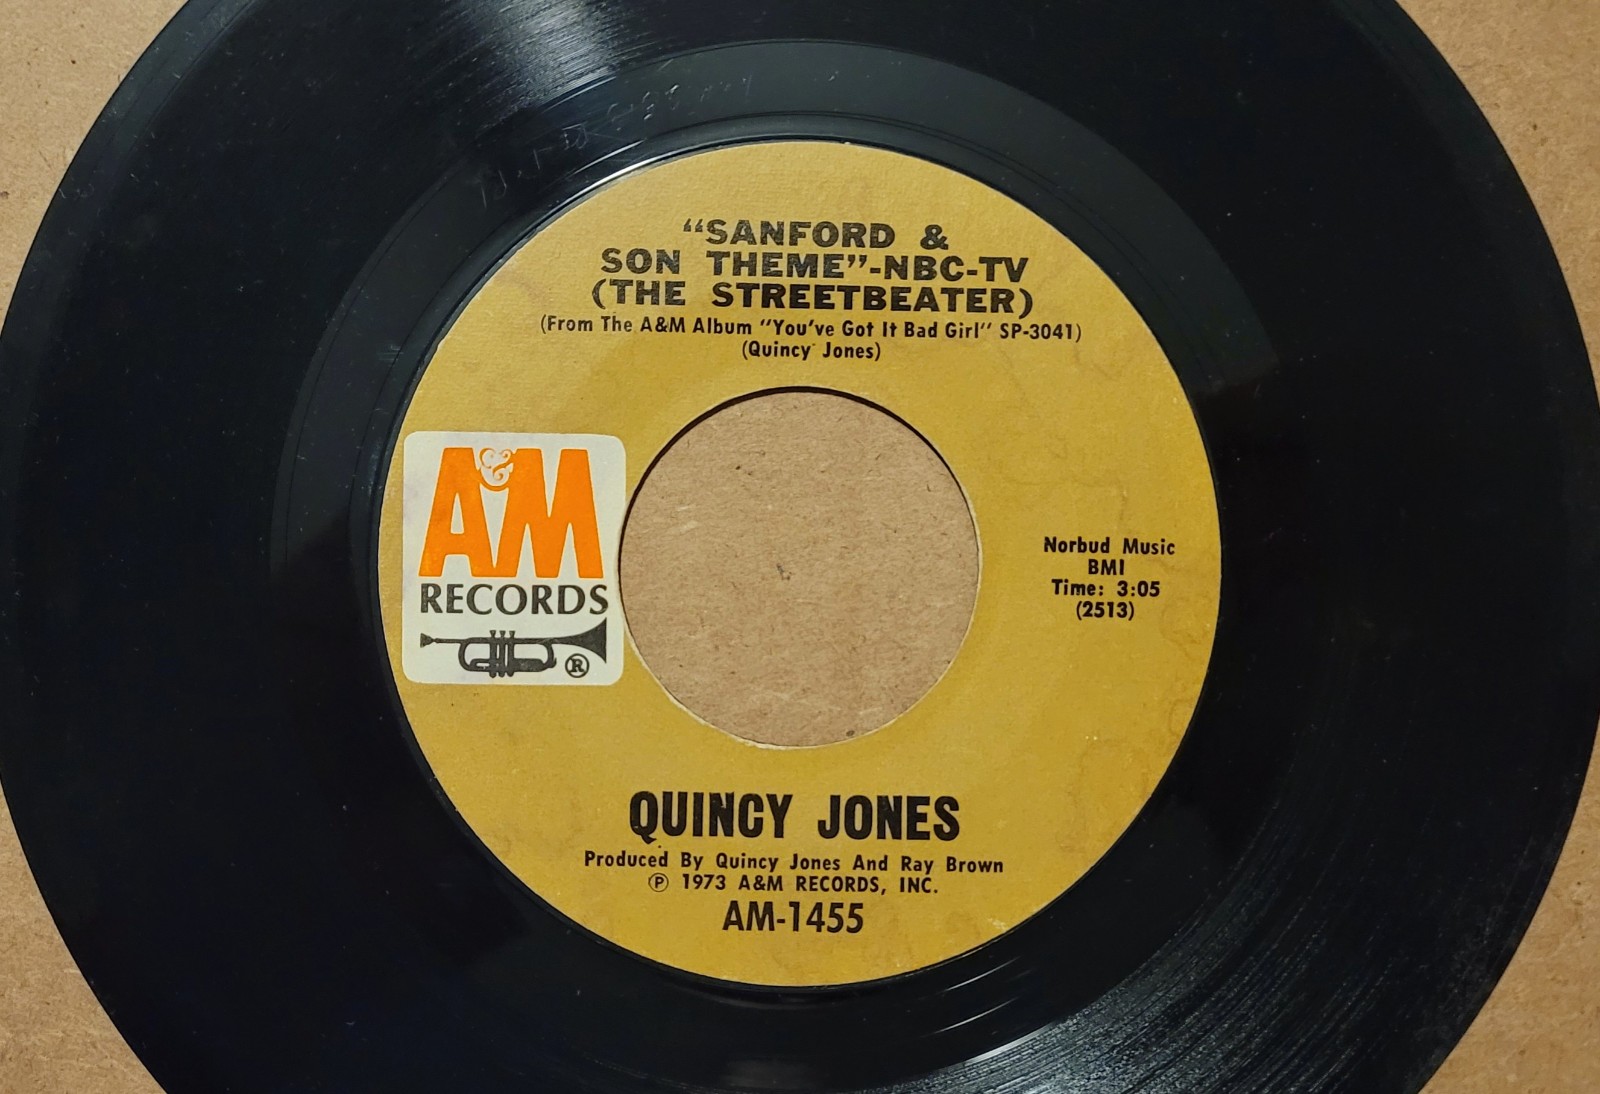 “SANFORD &
SON THEME”-NBC-TV
(THE STREETBEATER)
(From The A&M Album “You've Got It Bad Girl” SP-3041)
(Quincy Jones)
A&M
RECORDS
®
Norbud Music
BMI
Time: 3:05
(2513)
QUINCY JONES
Produced By Quincy Jones And Ray Brown
℗ 1973 A&M RECORDS, INC.
AM-1455